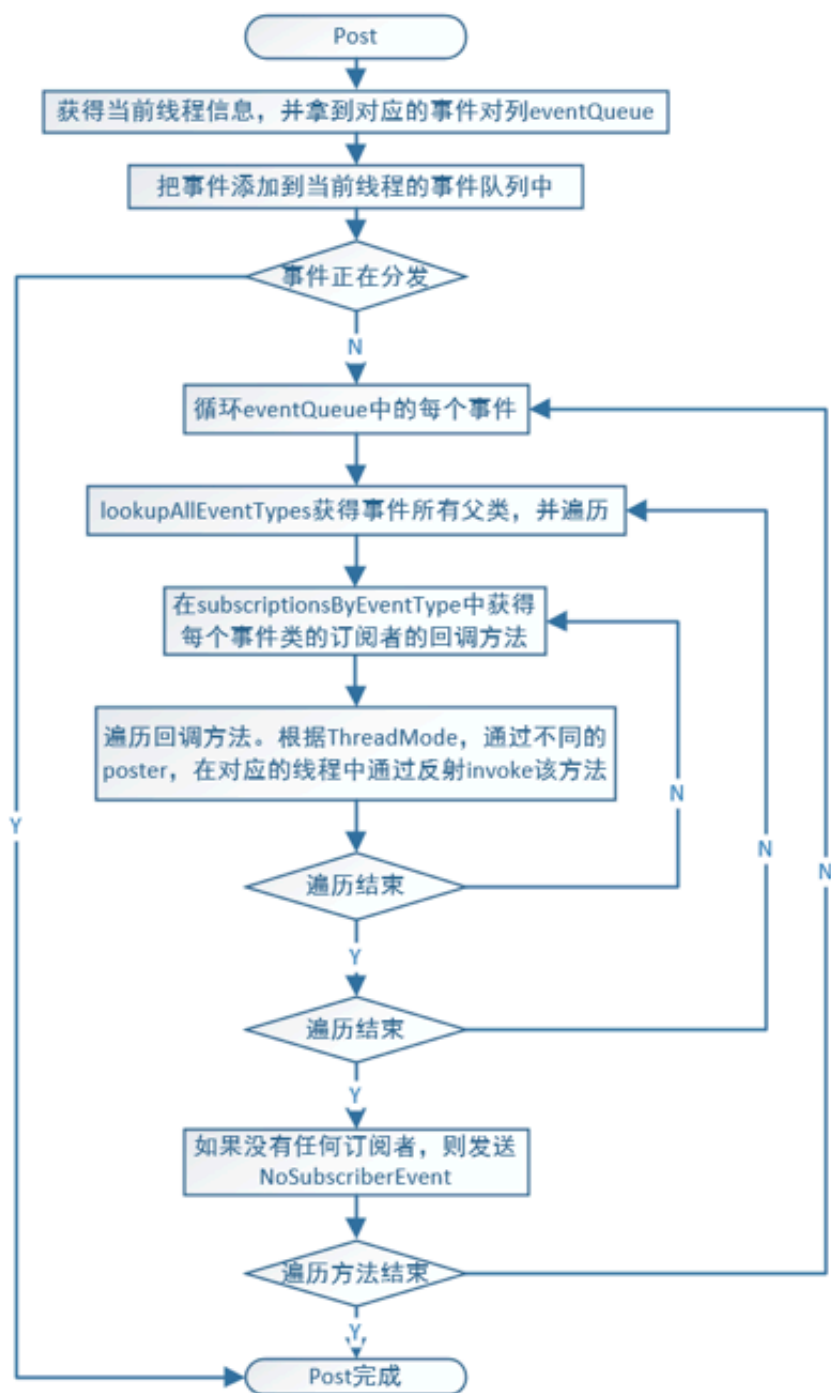 Post
获得当前线程信息，并拿到对应的事件对列eventQueue
把事件添加到当前线程的事件队列中
事件正在分发
N
循环eventQueue中的每个事件
lookupAllEventTypes获得事件所有父类，并遍历
在subscriptionsByEventType中获得
每个事件类的订阅者的回调方法
遍历回调方法。根据ThreadMode，通过不同的
poster，在对应的线程中通过反射invoke该方法
N
Y
N
遍历结束
N
Y
遍历结束
Y
如果没有任何订阅者，则发送
NoSubscriberEvent
遍历方法结束
Y
Post完成